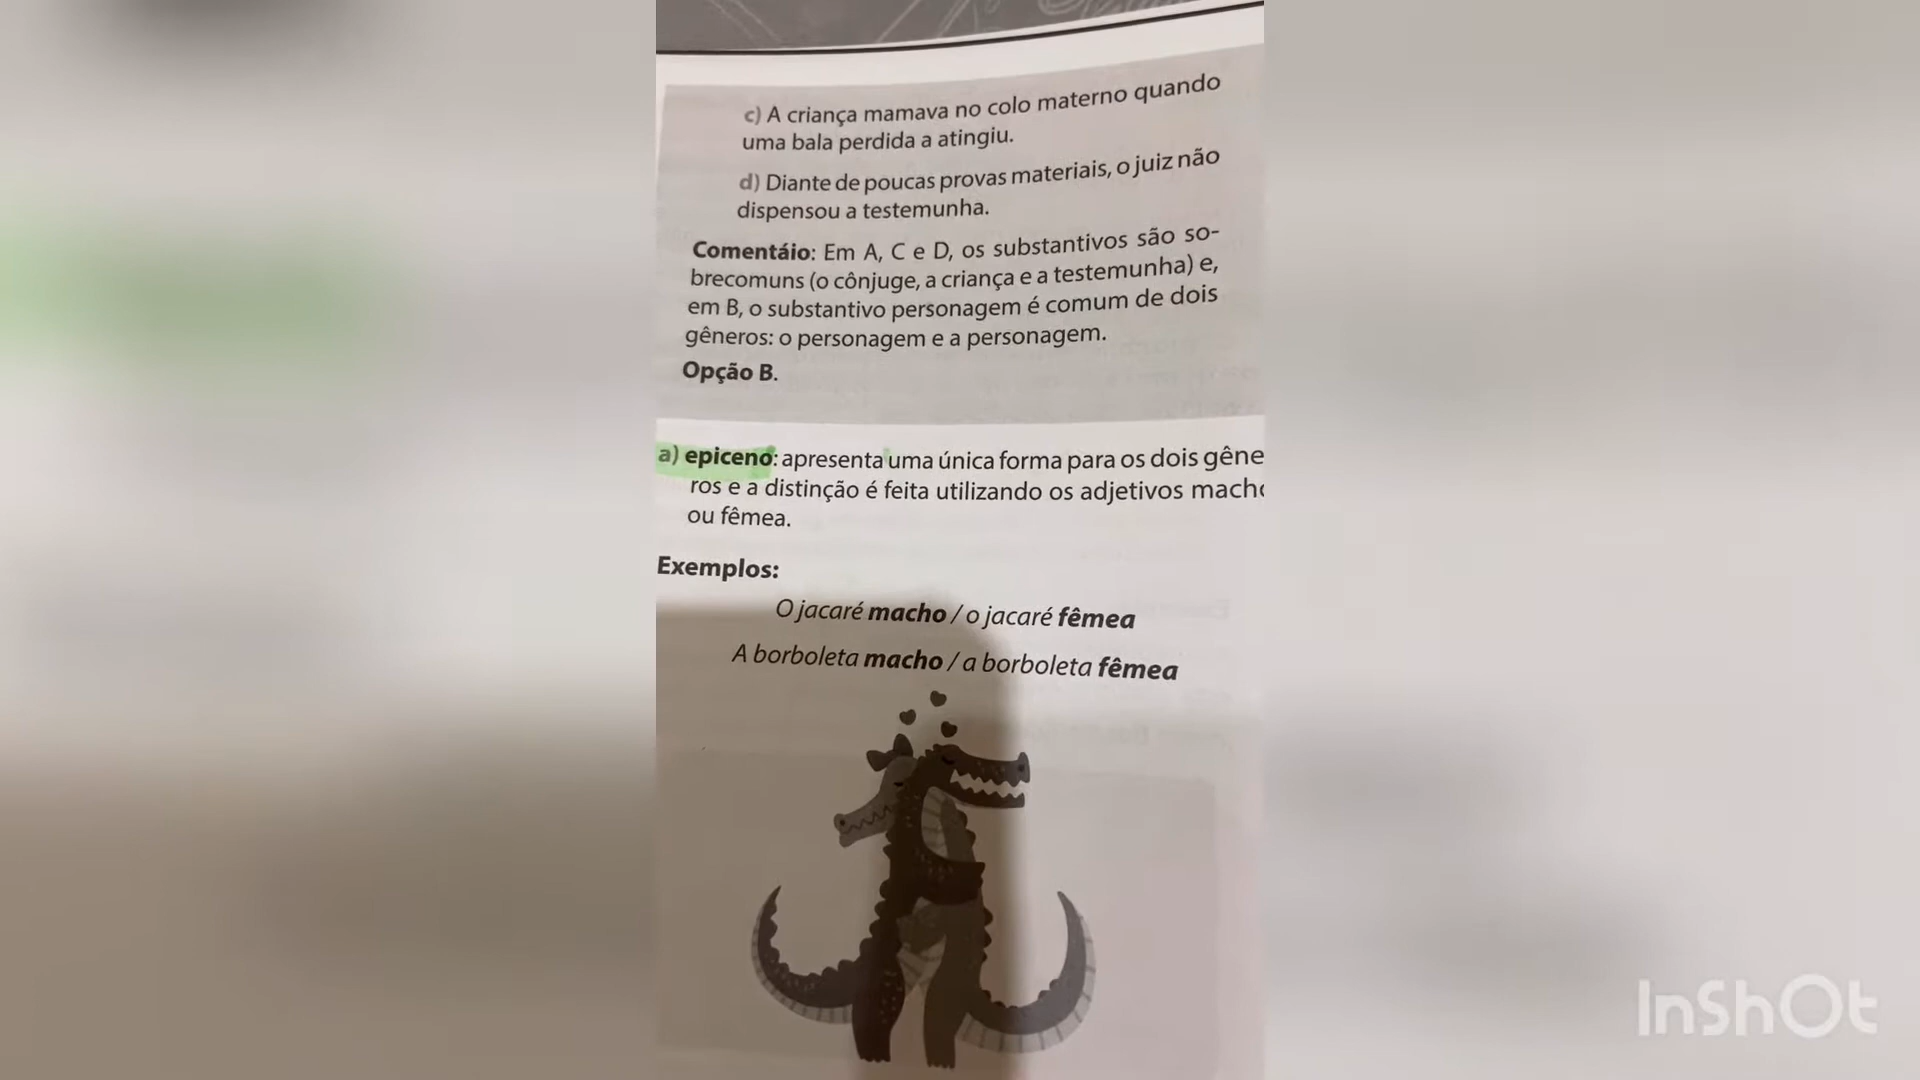 c) A criança mamava no colo materno quando
uma bala perdida a atingiu.
d) Diante de poucas provas materiais, o juiz não
dispensou a testemunha.
Comentáio: Em A, C e D, os substantivos são so-
brecomuns (o cônjuge, a criança e a testemunha) e,
em B, o substantivo personagem é comum de dois
gêneros: o personagem e a personagem.
Opção B.
a) epiceno: apresenta uma única forma para os dois gêne
ros e a distinção é feita utilizando os adjetivos macho
ou fêmea.
Exemplos:
O jacaré macho / o jacaré fêmea
A borboleta macho / a borboleta fêmea
InShOt